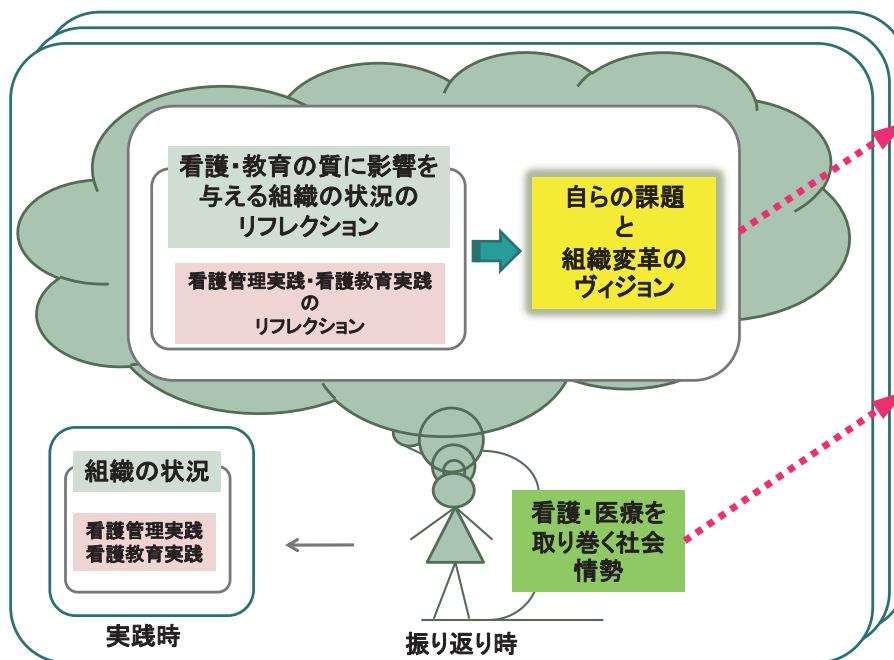 看護・教育の質に影響を
与える組織の状況の
リフレクション
看護管理実践・看護教育実践
の
リフレクション
自らの課題
と
組織変革の
ヴィジョン
組織の状況
看護管理実践
看護教育実践
実践時
看護・医療を
取り巻く社会
情勢
振り返り時